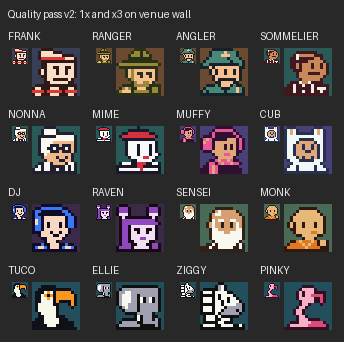 Quality pass v2: 1x and x3 on venue wall
FRANK RANGER ANGLER SOMMELIER
NONNA MIME MUFFY CUB
DJ RAVEN SENSEI MONK
TUCO ELLIE ZIGGY PINKY